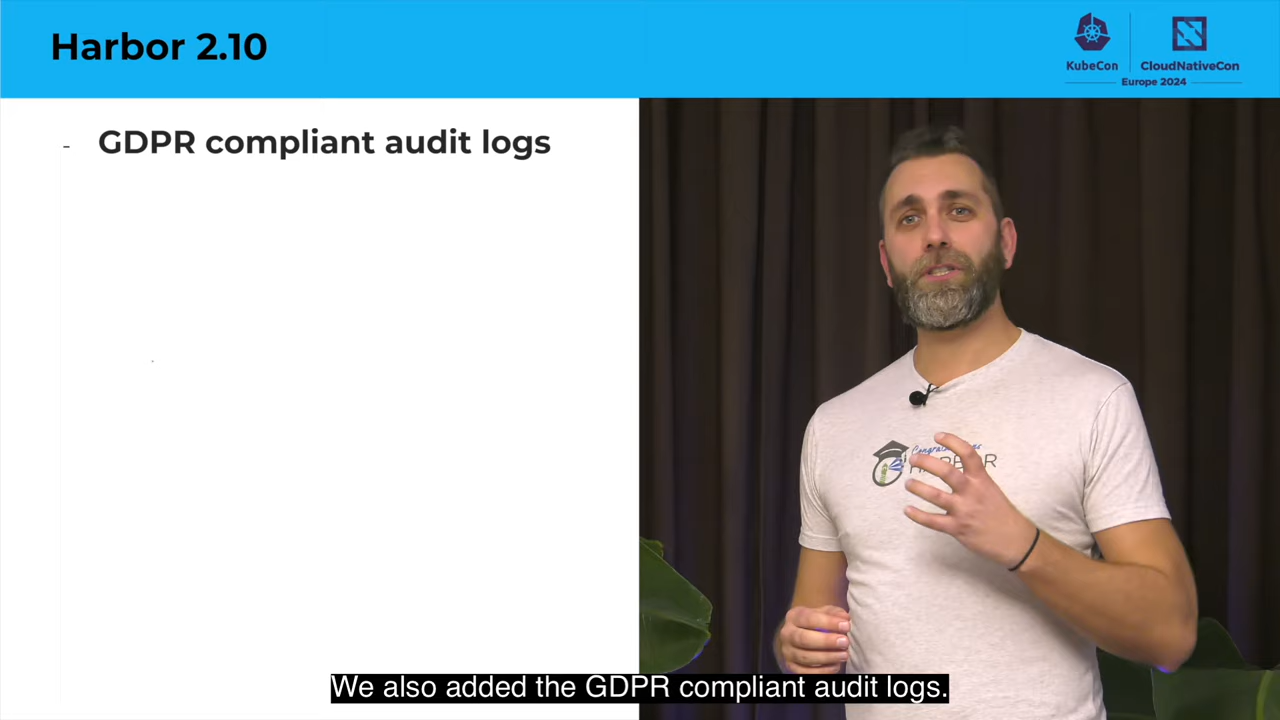 Harbor 2.10
KubeCon
CloudNativeCon
Europe 2024
- GDPR compliant audit logs
We also added the GDPR compliant audit logs.